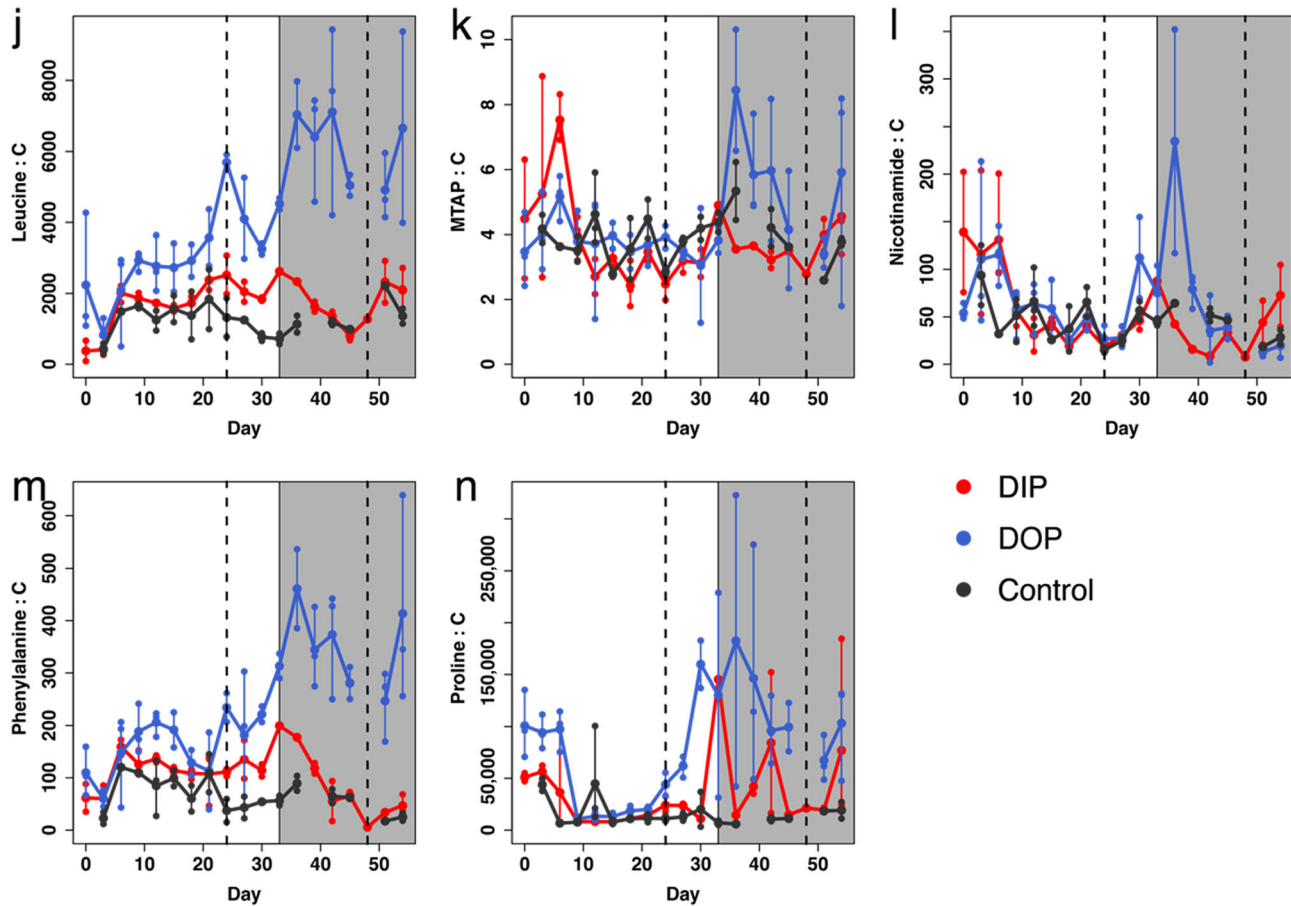 j
k
l
8000
6000
4000
2000
0
Leucine : C
0 10 20 30 40 50
Day
10
8
6
4
2
0
MTAP : C
0 10 20 30 40 50
Day
300
200
100
50
0
Nicotinamide : C
0 10 20 30 40 50
Day
m
n
600
500
400
300
200
100
0
Phenylalanine : C
0 10 20 30 40 50
Day
250,000
150,000
50,000
0
Proline : C
0 10 20 30 40 50
Day
DIP
DOP
Control